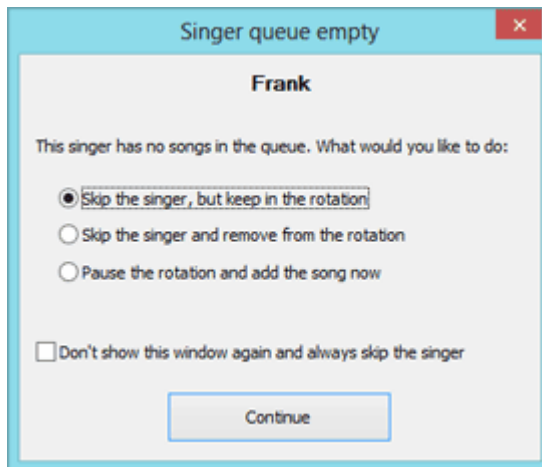 Singer queue empty
Frank
This singer has no songs in the queue. What would you like to do:
Skip the singer, but keep in the rotation
Skip the singer and remove from the rotation
Pause the rotation and add the song now
Don't show this window again and always skip the singer
Continue